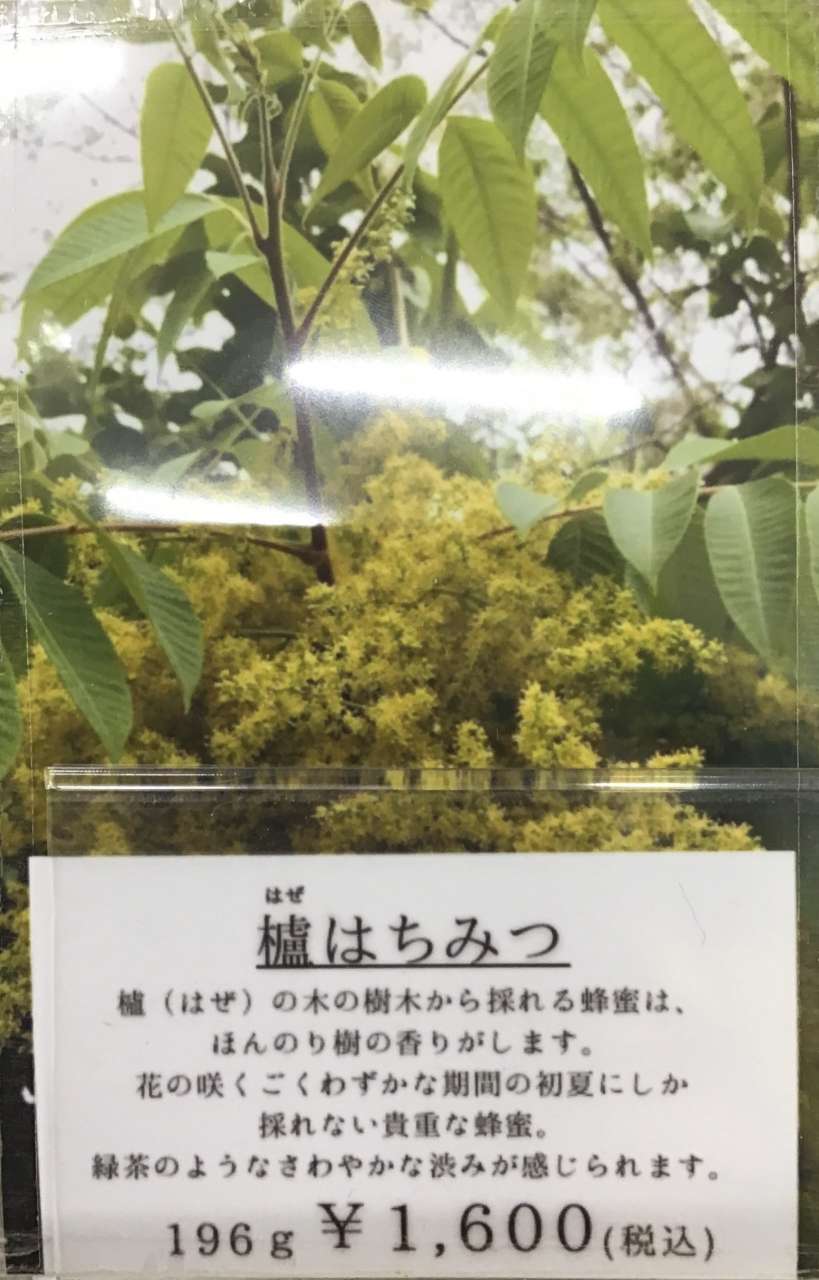 はぜ
櫨はちみつ
櫨（はぜ）の木の樹木から採れる蜂蜜は、
ほんのり樹の香りがします。
花の咲くごくわずかな期間の初夏にしか
採れない貴重な蜂蜜。
緑茶のようなさわやかな渋みが感じられます。
196g ¥1,600(税込)